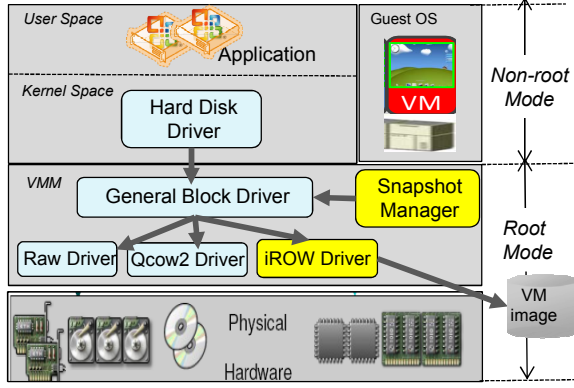 User Space
Application
Kernel Space
Hard Disk
Driver
Guest OS
VM
Non-root
Mode
VMM
General Block Driver
Snapshot
Manager
Raw Driver
Qcow2 Driver
iROW Driver
Root
Mode
VM
image
Physical
Hardware